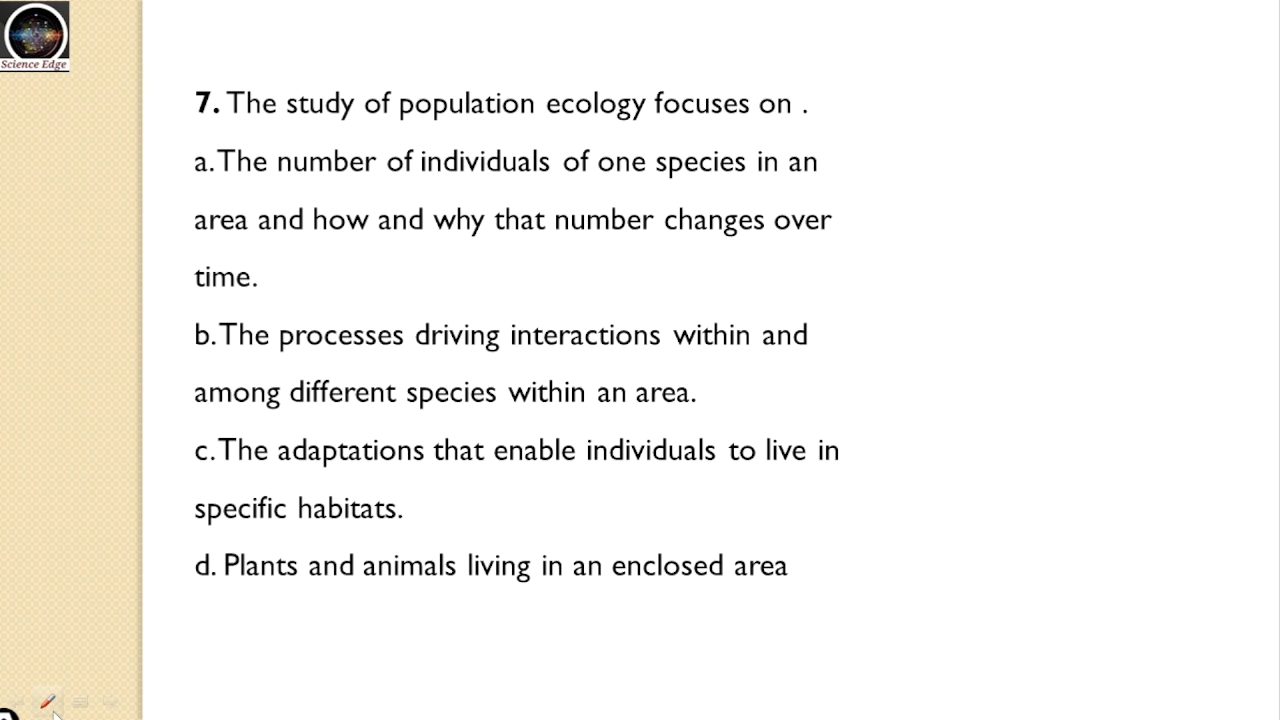 Science Edge
7. The study of population ecology focuses on .
a. The number of individuals of one species in an
area and how and why that number changes over
time.
b. The processes driving interactions within and
among different species within an area.
c. The adaptations that enable individuals to live in
specific habitats.
d. Plants and animals living in an enclosed area